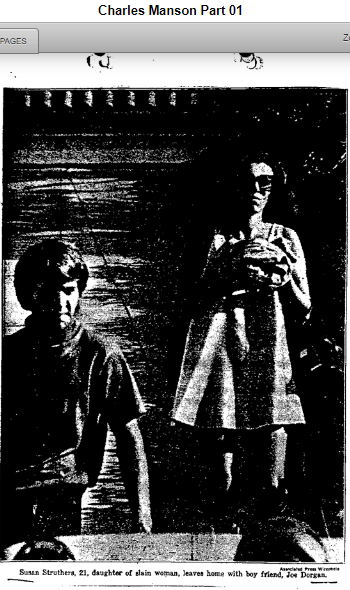 Charles Manson Part 01
PAGES
Z
Associated Press Wirephoto
Susan Struthers, 21, daughter of slain woman, leaves home with boy friend, Joe Dorgan.